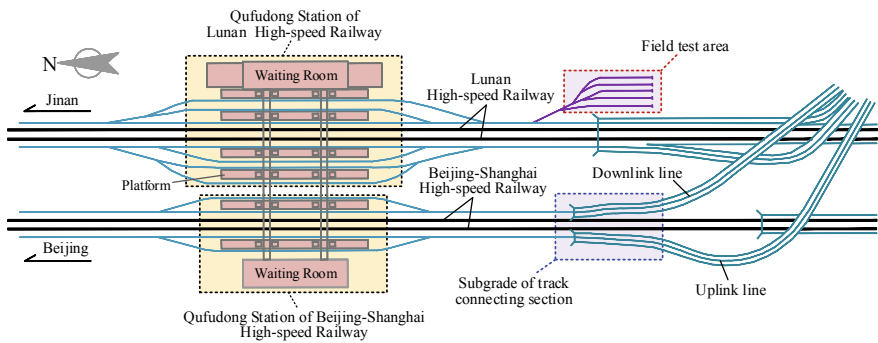 Qufudong Station of
Lunan High-speed Railway
Field test area
N
Waiting Room
Jinan
Lunan
High-speed Railway
Platform
Beijing-Shanghai
High-speed Railway
Downlink line
Beijing
Waiting Room
Subgrade of track
connecting section
Uplink line
Qufudong Station of Beijing-Shanghai
High-speed Railway